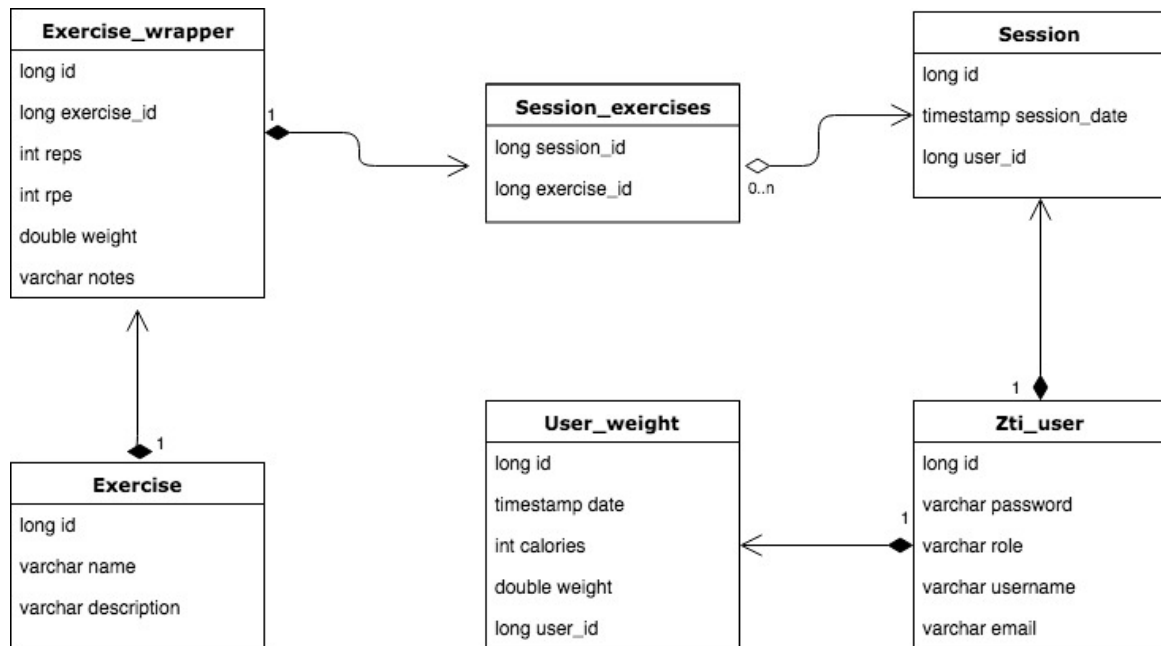 Exercise_wrapper
long id
long exercise_id
int reps
int rpe
double weight
varchar notes
1
Session_exercises
long session_id
long exercise_id
0..n
Session
long id
timestamp session_date
long user_id
1
Exercise
long id
varchar name
varchar description
User_weight
long id
timestamp date
int calories
double weight
long user_id
1
1
Zti_user
long id
varchar password
varchar role
varchar username
varchar email